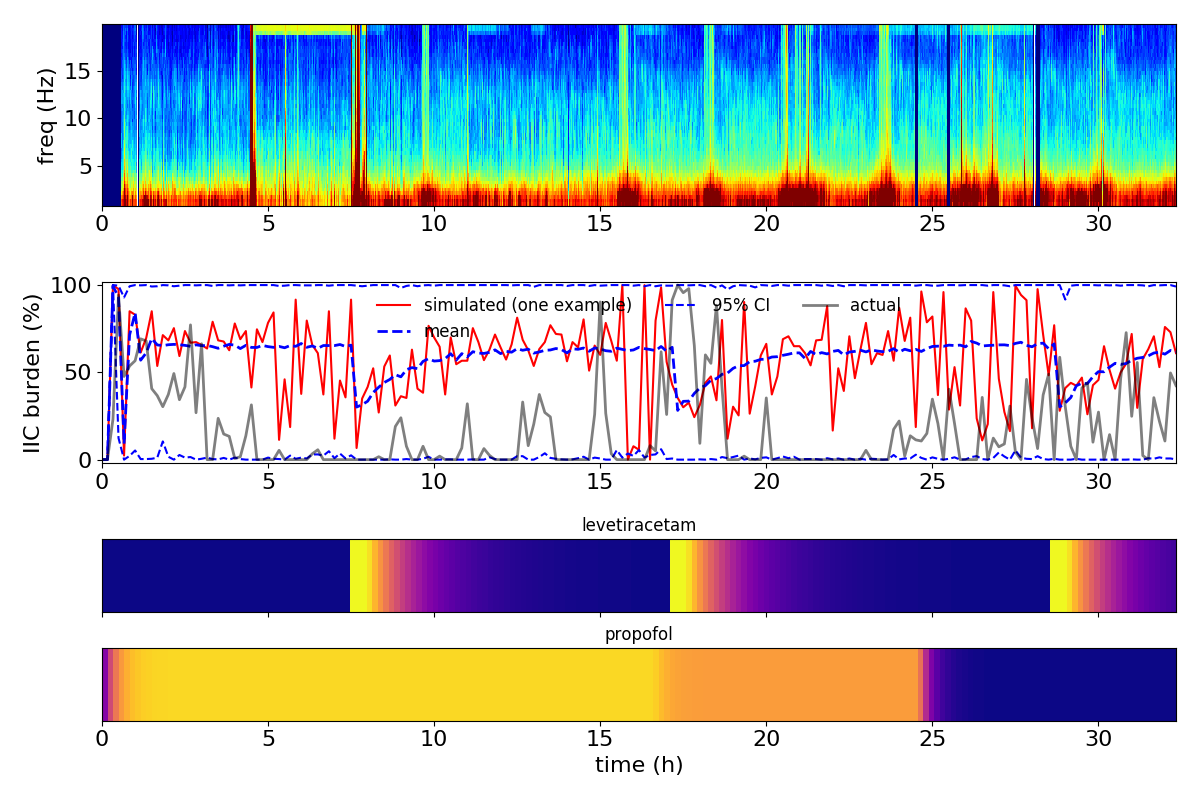 15
10
5
freq (Hz)
0 5 10 15 20 25 30
100
50
0
IIC burden (%)
simulated (one example) 95% CI actual
mean
0 5 10 15 20 25 30
levetiracetam
propofol
0 5 10 15 20 25 30
time (h)